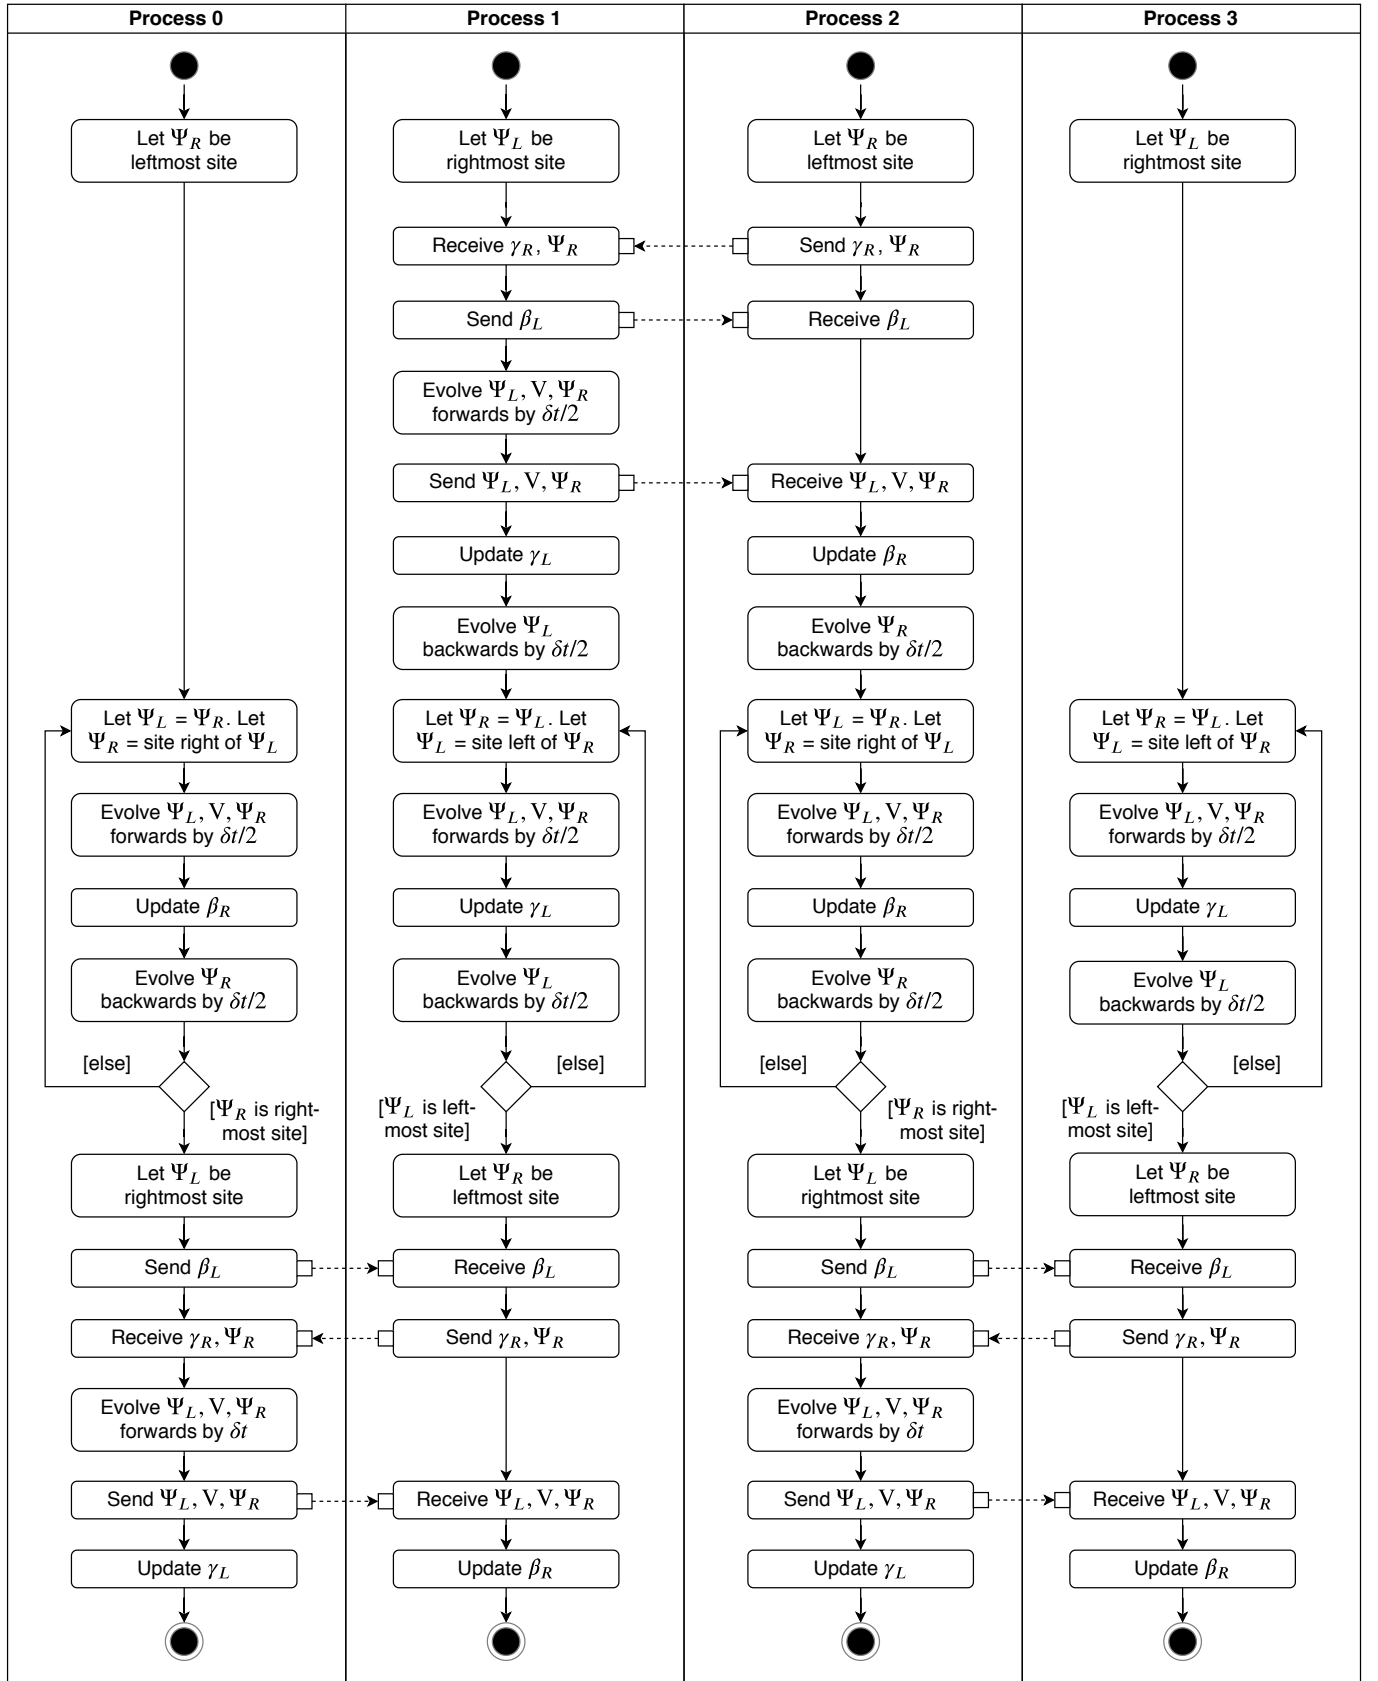 Process 0
Process 1
Process 2
Process 3
Let Ψ_R be
leftmost site
Let Ψ_L be
rightmost site
Let Ψ_R be
leftmost site
Let Ψ_L be
rightmost site
Receive γ_R, Ψ_R
Send γ_R, Ψ_R
Send β_L
Receive β_L
Evolve Ψ_L, V, Ψ_R
forwards by δt/2
Send Ψ_L, V, Ψ_R
Receive Ψ_L, V, Ψ_R
Update γ_L
Update β_R
Evolve Ψ_L
backwards by δt/2
Evolve Ψ_R
backwards by δt/2
Let Ψ_L = Ψ_R. Let
Ψ_R = site right of Ψ_L
Let Ψ_R = Ψ_L. Let
Ψ_L = site left of Ψ_R
Let Ψ_L = Ψ_R. Let
Ψ_R = site right of Ψ_L
Let Ψ_R = Ψ_L. Let
Ψ_L = site left of Ψ_R
Evolve Ψ_L, V, Ψ_R
forwards by δt/2
Evolve Ψ_L, V, Ψ_R
forwards by δt/2
Evolve Ψ_L, V, Ψ_R
forwards by δt/2
Evolve Ψ_L, V, Ψ_R
forwards by δt/2
Update β_R
Update γ_L
Update β_R
Update γ_L
Evolve Ψ_R
backwards by δt/2
Evolve Ψ_L
backwards by δt/2
Evolve Ψ_R
backwards by δt/2
Evolve Ψ_L
backwards by δt/2
[else]
[else]
[else]
[else]
[Ψ_R is right-
most site]
[Ψ_L is left-
most site]
[Ψ_R is right-
most site]
[Ψ_L is left-
most site]
Let Ψ_L be
rightmost site
Let Ψ_R be
leftmost site
Let Ψ_L be
rightmost site
Let Ψ_R be
leftmost site
Send β_L
Receive β_L
Send β_L
Receive β_L
Receive γ_R, Ψ_R
Send γ_R, Ψ_R
Receive γ_R, Ψ_R
Send γ_R, Ψ_R
Evolve Ψ_L, V, Ψ_R
forwards by δt
Evolve Ψ_L, V, Ψ_R
forwards by δt
Send Ψ_L, V, Ψ_R
Receive Ψ_L, V, Ψ_R
Send Ψ_L, V, Ψ_R
Receive Ψ_L, V, Ψ_R
Update γ_L
Update β_R
Update γ_L
Update β_R